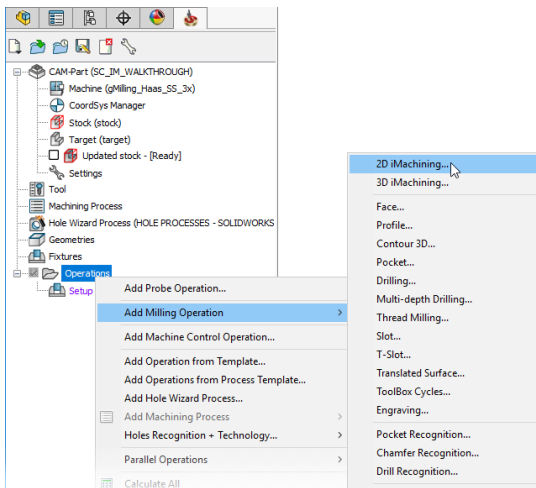 CAM-Part (SC_IM_WALKTHROUGH)
Machine (gMilling_Haas_SS_3x)
CoordSys Manager
Stock (stock)
Target (target)
Updated stock - [Ready]
Settings
Tool
Machining Process
Hole Wizard Process (HOLE PROCESSES - SOLIDWORKS
Geometries
Fixtures
Operations
Setup
Add Probe Operation...
Add Milling Operation
Add Machine Control Operation...
Add Operation from Template...
Add Operations from Process Template...
Add Hole Wizard Process...
Add Machining Process
Holes Recognition + Technology...
Parallel Operations
Calculate All
2D iMachining...
3D iMachining...
Face...
Profile...
Contour 3D...
Pocket...
Drilling...
Multi-depth Drilling...
Thread Milling...
Slot...
T-Slot...
Translated Surface...
ToolBox Cycles...
Engraving...
Pocket Recognition...
Chamfer Recognition...
Drill Recognition...